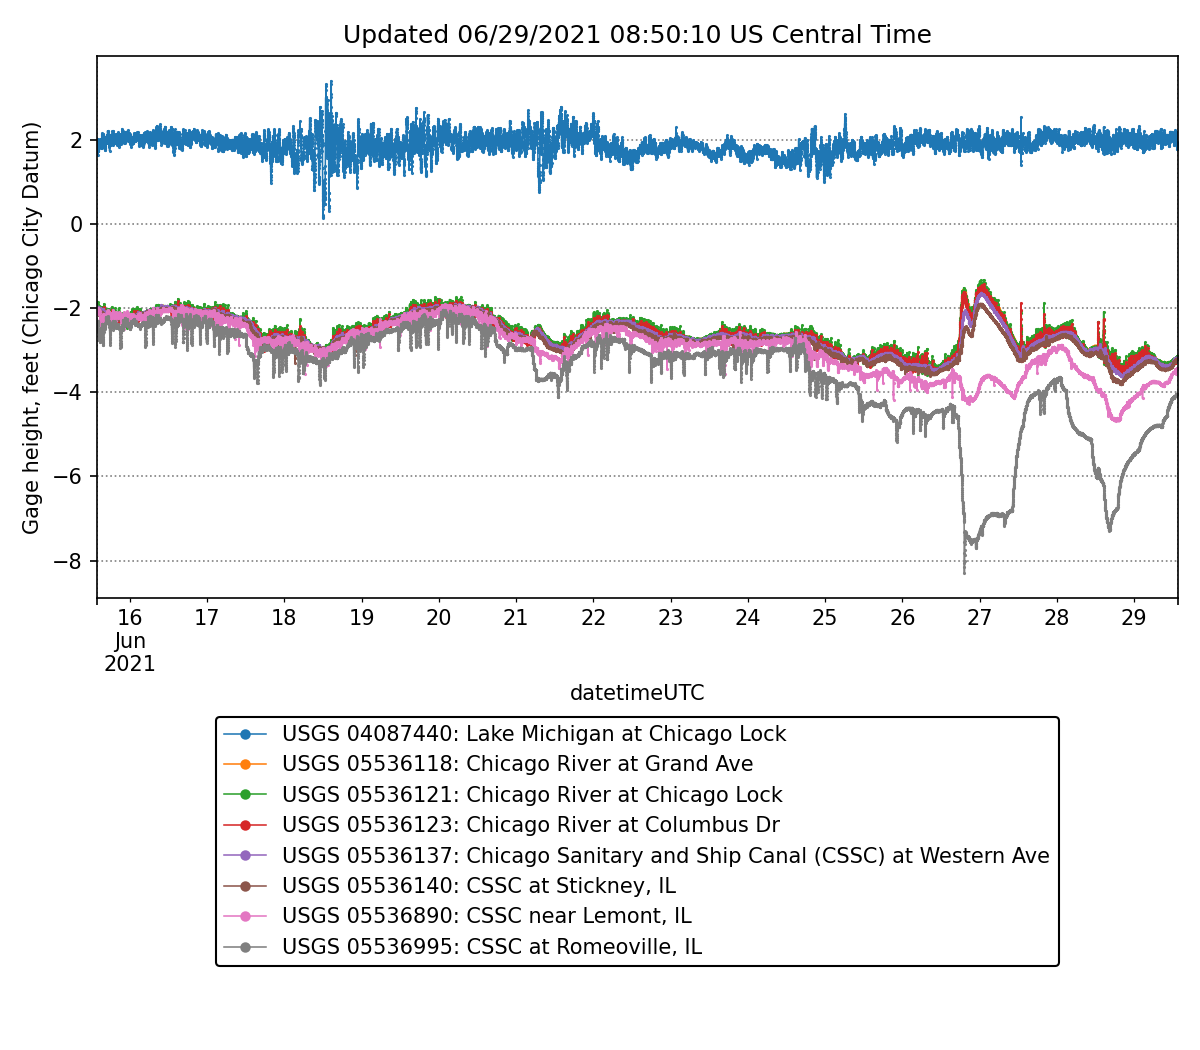 Updated 06/29/2021 08:50:10 US Central Time
Gage height, feet (Chicago City Datum)
2
0
−2
−4
−6
−8
16 17 18 19 20 21 22 23 24 25 26 27 28 29
Jun
2021
datetimeUTC
USGS 04087440: Lake Michigan at Chicago Lock
USGS 05536118: Chicago River at Grand Ave
USGS 05536121: Chicago River at Chicago Lock
USGS 05536123: Chicago River at Columbus Dr
USGS 05536137: Chicago Sanitary and Ship Canal (CSSC) at Western Ave
USGS 05536140: CSSC at Stickney, IL
USGS 05536890: CSSC near Lemont, IL
USGS 05536995: CSSC at Romeoville, IL